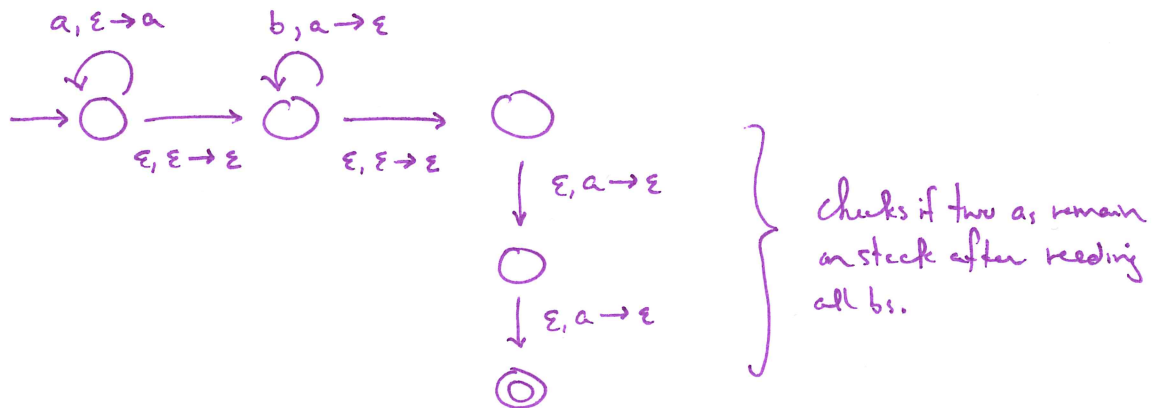 a, ε → a
b, a → ε
ε, ε → ε
ε, ε → ε
ε, a → ε
ε, a → ε
checks if two as remain
on stack after reading
all bs.